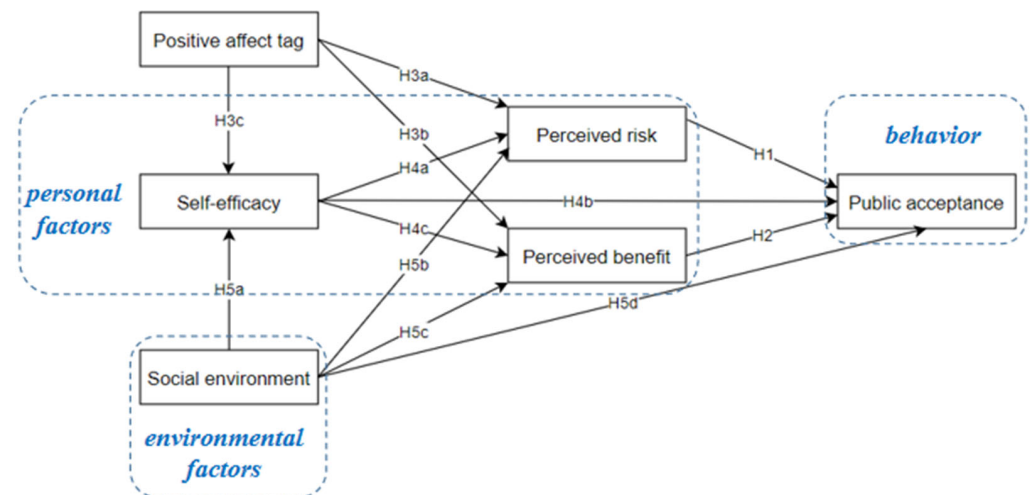 Positive affect tag
H3a
H3c
H3b
Perceived risk
behavior
H1
H4a
personal
factors
Self-efficacy
H4b
Public acceptance
H4c
H2
H5b
Perceived benefit
H5a
H5d
H5c
Social environment
environmental
factors